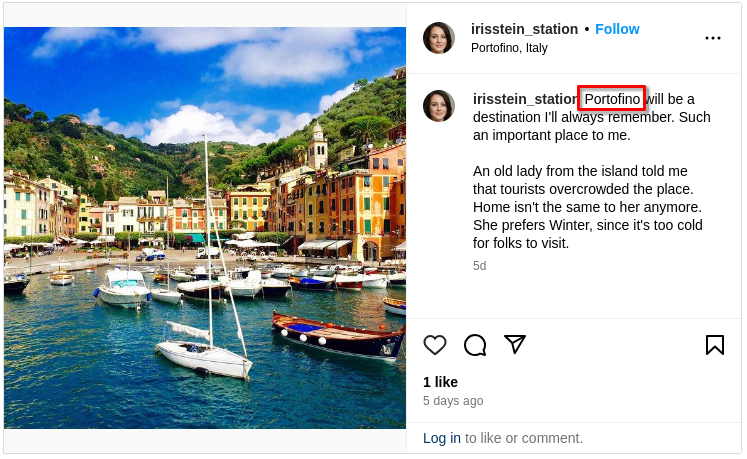 irisstein_station • Follow
Portofino, Italy
irisstein_station Portofino will be a
destination I'll always remember. Such
an important place to me.
An old lady from the island told me
that tourists overcrowded the place.
Home isn't the same to her anymore.
She prefers Winter, since it's too cold
for folks to visit.
5d
1 like
5 days ago
Log in to like or comment.